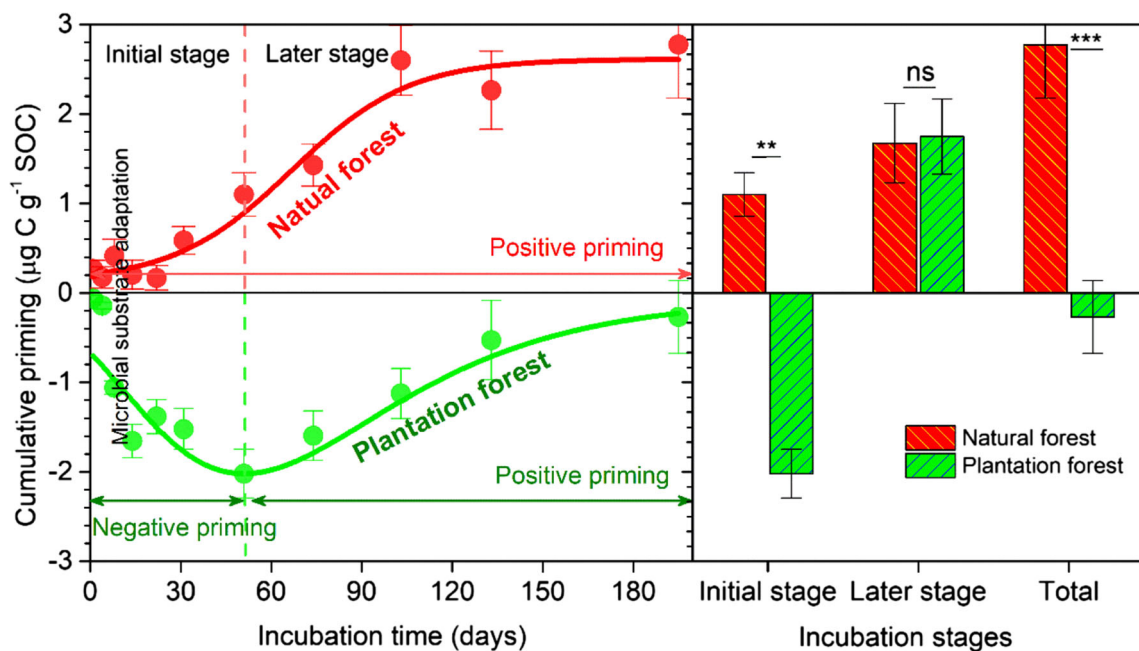 Cumulative priming (µg C g⁻¹ SOC)
3
2
1
0
-1
-2
-3
Initial stage
Later stage
Microbial substrate adaptation
Natual forest
Positive priming
Plantation forest
Positive priming
Negative priming
0
30
60
90
120
150
180
Incubation time (days)
**
ns
***
Natural forest
Plantation forest
Initial stage
Later stage
Total
Incubation stages